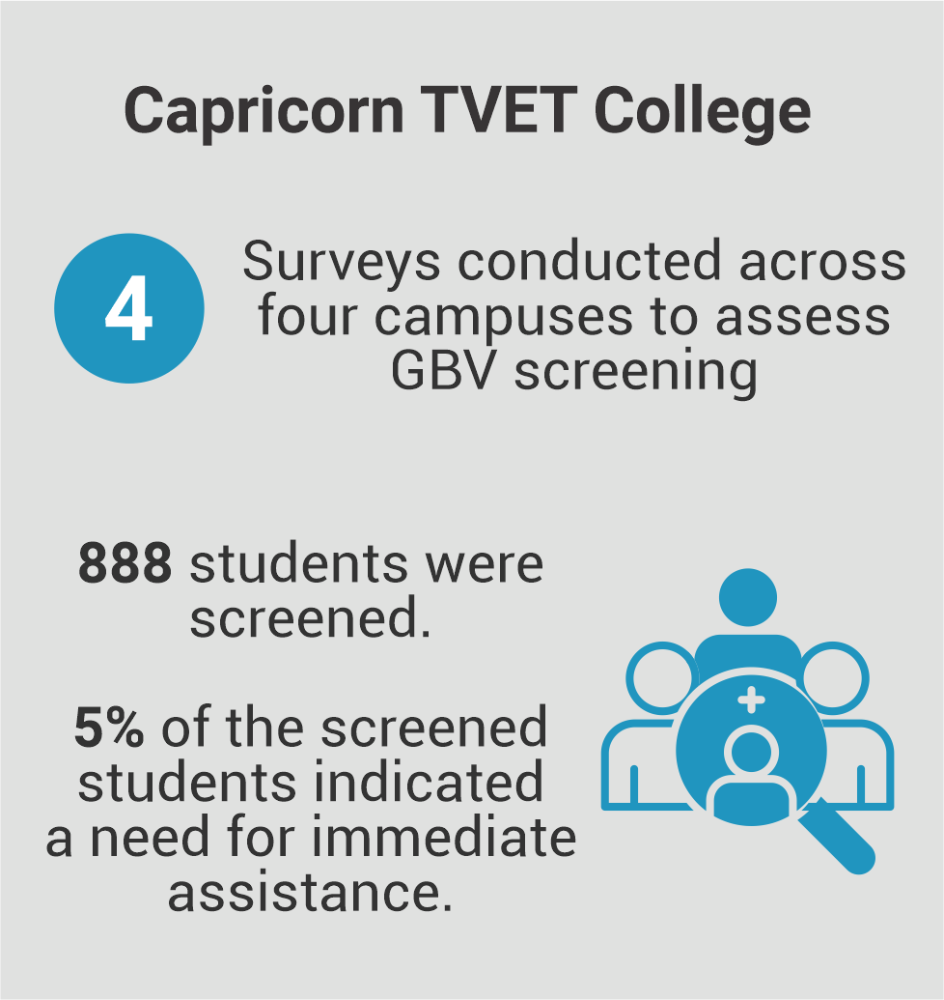 Capricorn TVET College
4
Surveys conducted across
four campuses to assess
GBV screening
888 students were
screened.
5% of the screened
students indicated
a need for immediate
assistance.